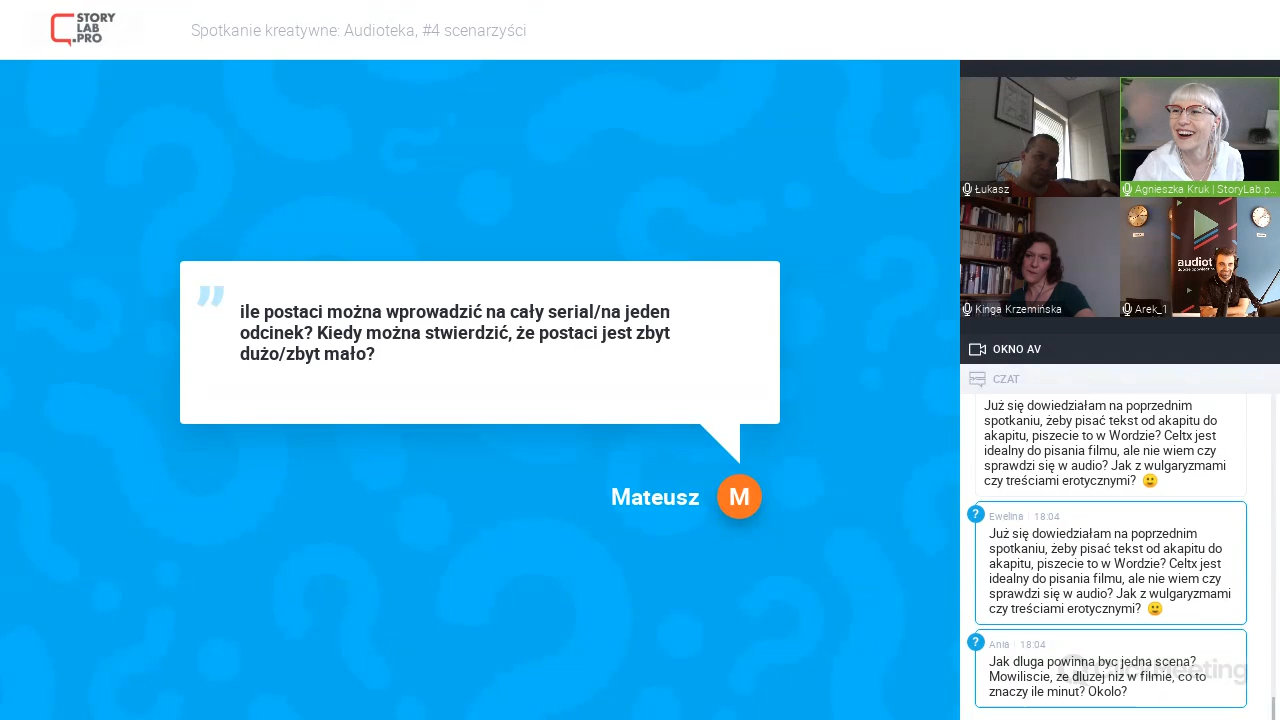 STORY
LAB
.PRO
Spotkanie kreatywne: Audioteka, #4 scenarzyści
ile postaci można wprowadzić na cały serial/na jeden
odcinek? Kiedy można stwierdzić, że postaci jest zbyt
dużo/zbyt mało?
Mateusz
M
Łukasz
Agnieszka Kruk | StoryLab.p...
Kinga Krzemińska
audiot
Arek_1
OKNO AV
CZAT
Już się dowiedziałam na poprzednim
spotkaniu, żeby pisać tekst od akapitu do
akapitu, piszecie to w Wordzie? Celtx jest
idealny do pisania filmu, ale nie wiem czy
sprawdzi się w audio? Jak z wulgaryzmami
czy treściami erotycznymi? 🙂
?
Ewelina | 18:04
Już się dowiedziałam na poprzednim
spotkaniu, żeby pisać tekst od akapitu do
akapitu, piszecie to w Wordzie? Celtx jest
idealny do pisania filmu, ale nie wiem czy
sprawdzi się w audio? Jak z wulgaryzmami
czy treściami erotycznymi? 🙂
?
Ania | 18:04
Jak dluga powinna byc jedna scena?
Mowiliscie, że dluzej niż w filmie, co to
znaczy ile minut? Okolo?